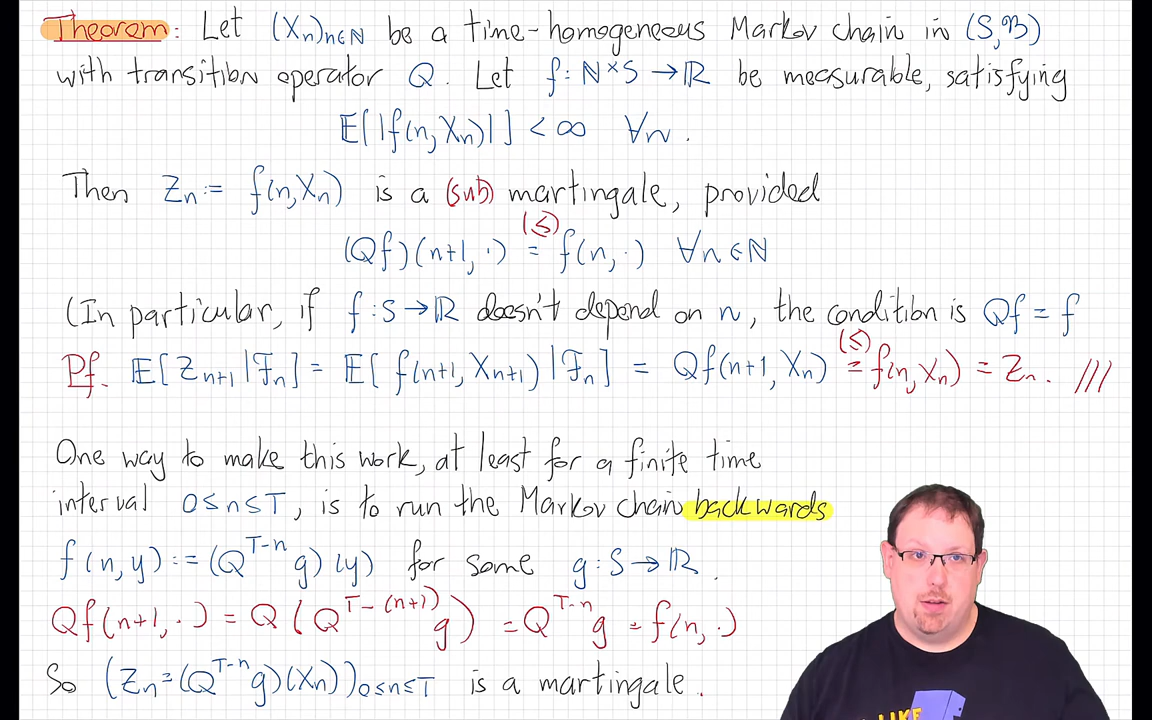 Theorem: Let (Xₙ)ₙ∈ℕ be a time-homogeneous Markov chain in (S,ℬ)
with transition operator Q. Let f: ℕ×S → ℝ be measurable, satisfying
𝔼[|f(n,Xₙ)|] < ∞ ∀n.
Then Zₙ := f(n,Xₙ) is a (sub) martingale, provided
(Qf)(n+1, ·) (≤) = f(n, ·) ∀n∈ℕ
(In particular, if f: S → ℝ doesn't depend on n, the condition is Qf = f
Pf. 𝔼[Zₙ₊₁|ℱₙ] = 𝔼[f(n+1, Xₙ₊₁)|ℱₙ] = Qf(n+1, Xₙ) (≤) = f(n,Xₙ) = Zₙ. ///
One way to make this work, at least for a finite time
interval 0≤n≤T, is to run the Markov chain backwards
f(n,y) := (Q^{T-n} g)(y) for some g: S → ℝ.
Qf(n+1, ·) = Q(Q^{T-(n+1)} g) = Q^{T-n} g = f(n, ·)
So (Zₙ = (Q^{T-n} g)(Xₙ))₀≤n≤T is a martingale.
LIKE